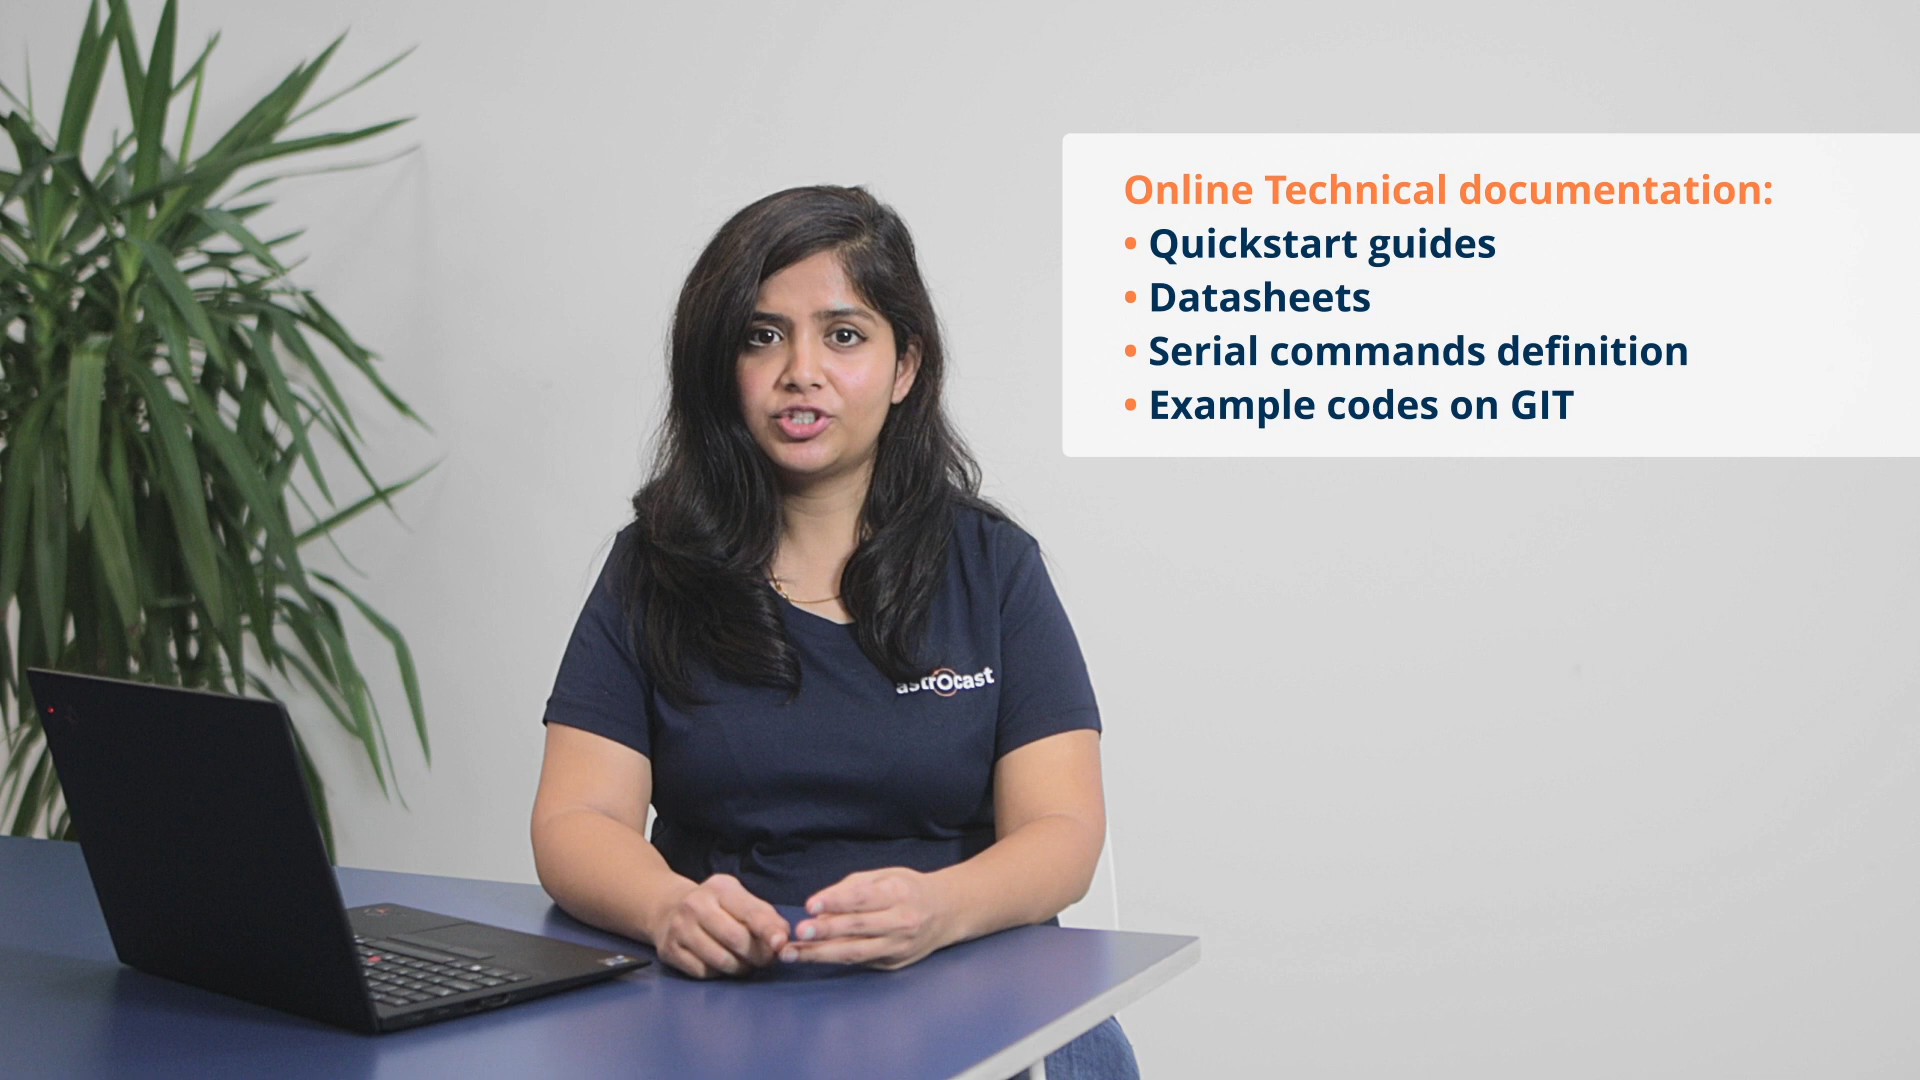 Online Technical documentation:
• Quickstart guides
• Datasheets
• Serial commands definition
• Example codes on GIT
astrocast